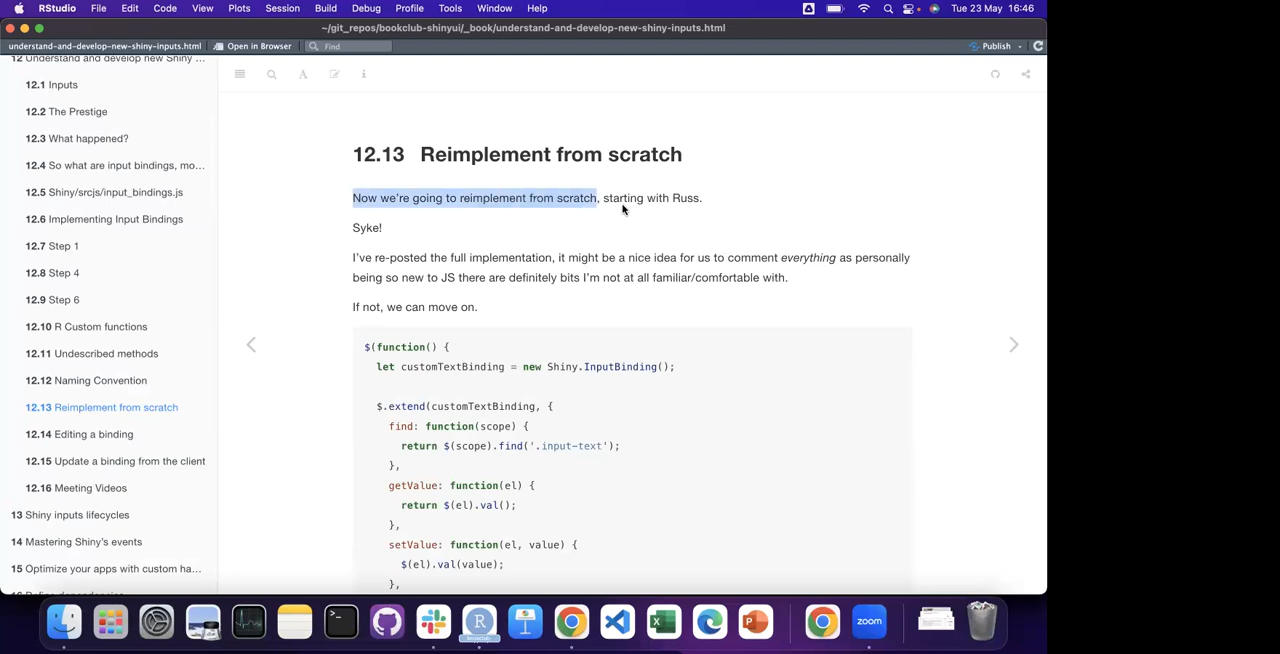 RStudio File Edit Code View Plots Session Build Debug Profile Tools Window Help Tue 23 May 16:46
~/git_repos/bookclub-shinyui/_book/understand-and-develop-new-shiny-inputs.html
understand-and-develop-new-shiny-inputs.html Open in Browser Find Publish
12 Understand and develop new Shiny ...
12.1 Inputs
12.2 The Prestige
12.3 What happened?
12.4 So what are input bindings, mo...
12.5 Shiny/srcjs/input_bindings.js
12.6 Implementing Input Bindings
12.7 Step 1
12.8 Step 4
12.9 Step 6
12.10 R Custom functions
12.11 Undescribed methods
12.12 Naming Convention
12.13 Reimplement from scratch
12.14 Editing a binding
12.15 Update a binding from the client
12.16 Meeting Videos
13 Shiny inputs lifecycles
14 Mastering Shiny's events
15 Optimize your apps with custom ha...
12.13 Reimplement from scratch
Now we're going to reimplement from scratch, starting with Russ.
Syke!
I've re-posted the full implementation, it might be a nice idea for us to comment everything as personally
being so new to JS there are definitely bits I'm not at all familiar/comfortable with.
If not, we can move on.
$(function() {
let customTextBinding = new Shiny.InputBinding();
$.extend(customTextBinding, {
find: function(scope) {
return $(scope).find('.input-text');
},
getValue: function(el) {
return $(el).val();
},
setValue: function(el, value) {
$(el).val(value);
},
zoom